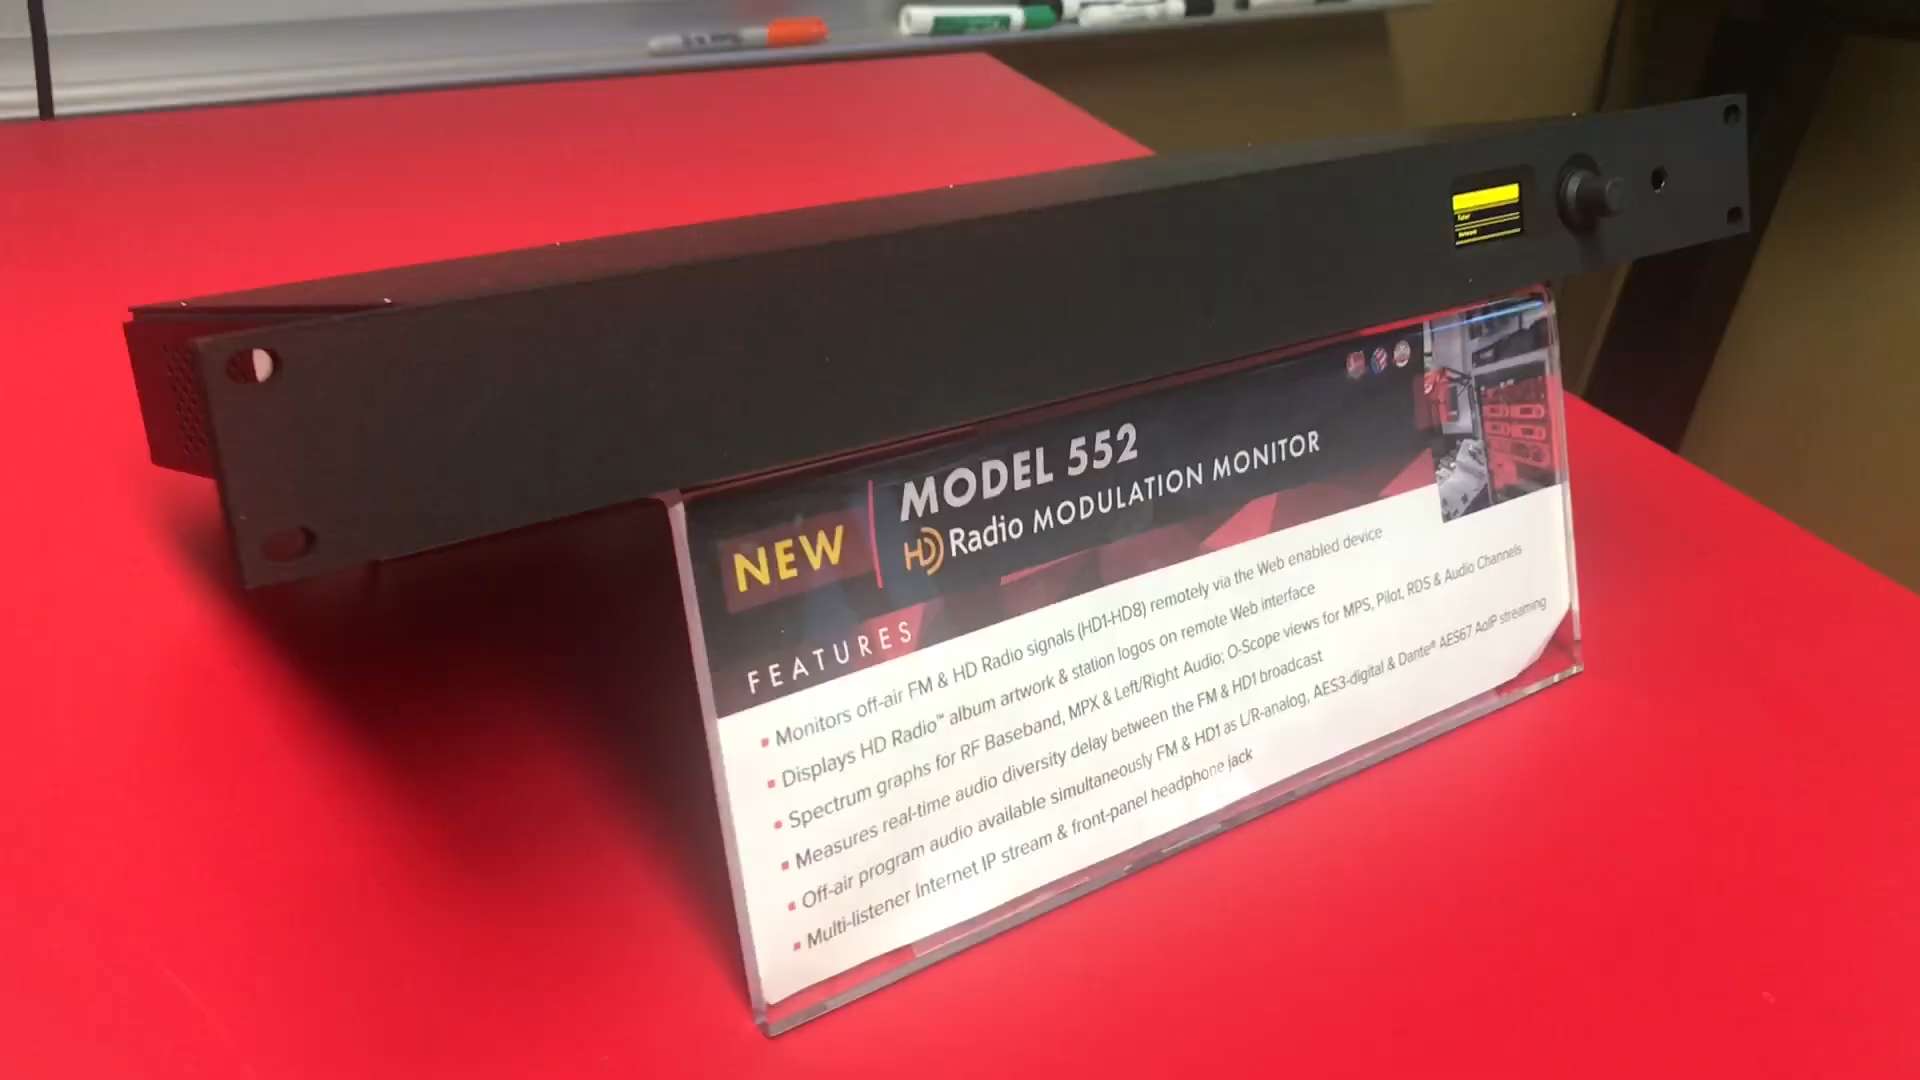 Tuner
Network
NEW
MODEL 552
HD Radio MODULATION MONITOR
FEATURES
▪ Monitors off-air FM & HD Radio signals (HD1-HD8) remotely via the Web enabled device
▪ Displays HD Radio™ album artwork & station logos on remote Web interface
▪ Spectrum graphs for RF Baseband, MPX & Left/Right Audio; O-Scope views for MPS, Pilot, RDS & Audio Channels
▪ Measures real-time audio diversity delay between the FM & HD1 broadcast
▪ Off-air program audio available simultaneously FM & HD1 as L/R-analog, AES3-digital & Dante® AES67 AoIP streaming
▪ Multi-listener Internet IP stream & front-panel headphone jack